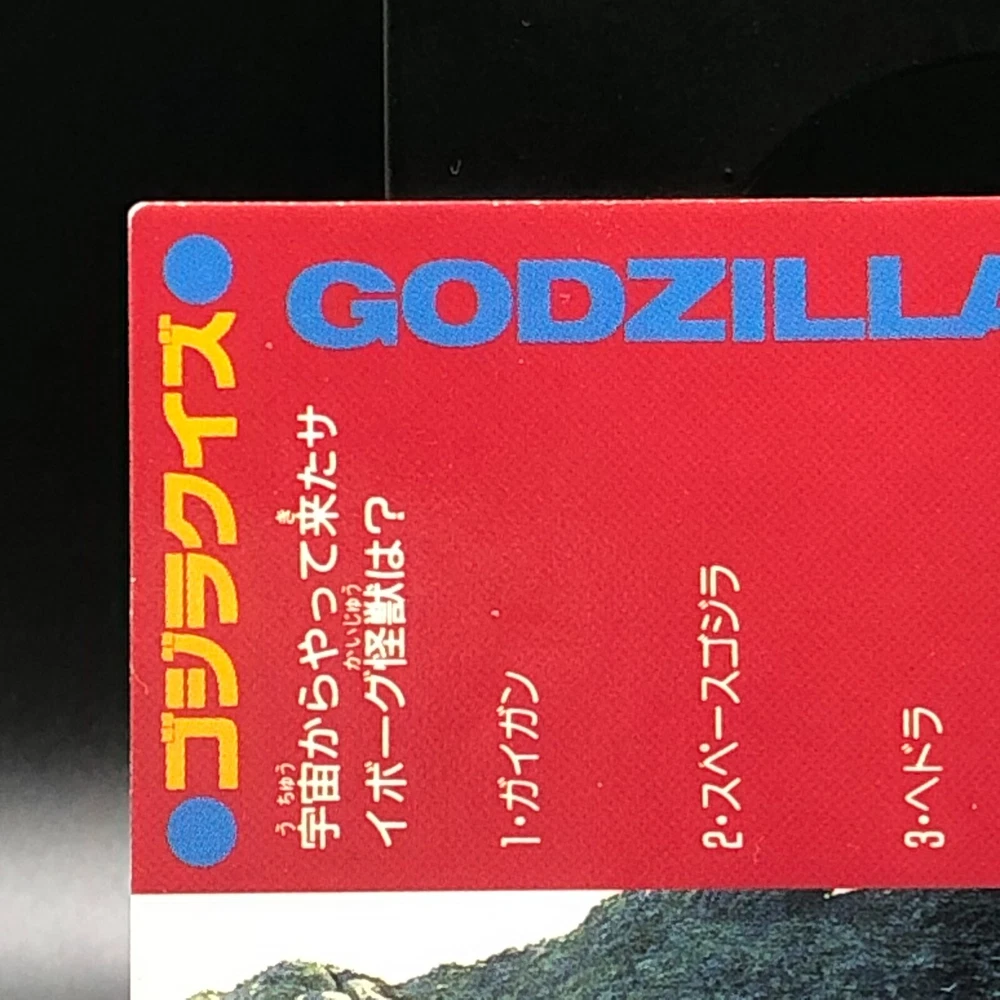 ●ゴジラクイズ●
GODZILLA
宇宙からやって来たサ
イボーグ怪獣は？
1・ガイガン
2・スペースゴジラ
3・ヘドラ